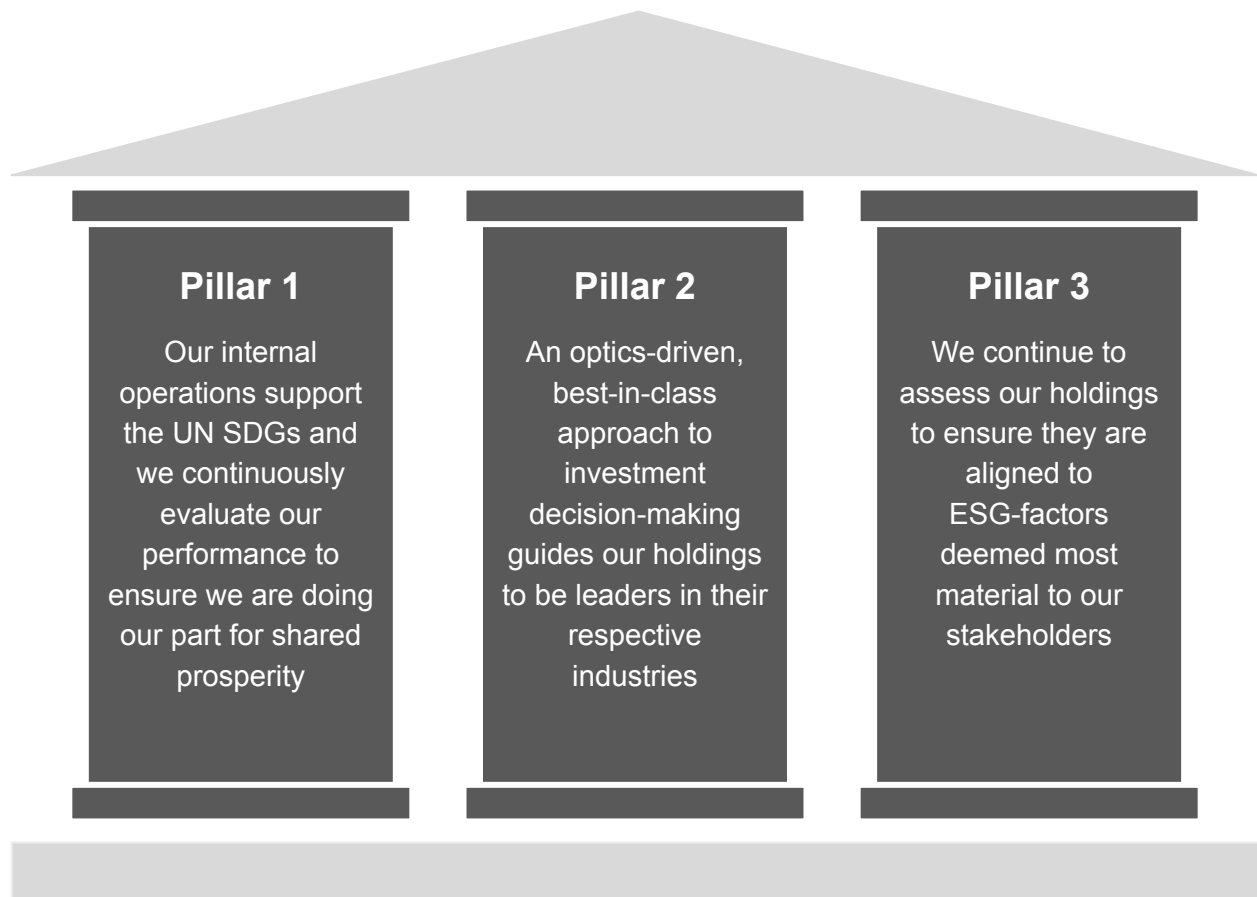 Pillar 1
Our internal
operations support
the UN SDGs and
we continuously
evaluate our
performance to
ensure we are doing
our part for shared
prosperity
Pillar 2
An optics-driven,
best-in-class
approach to
investment
decision-making
guides our holdings
to be leaders in their
respective
industries
Pillar 3
We continue to
assess our holdings
to ensure they are
aligned to
ESG-factors
deemed most
material to our
stakeholders